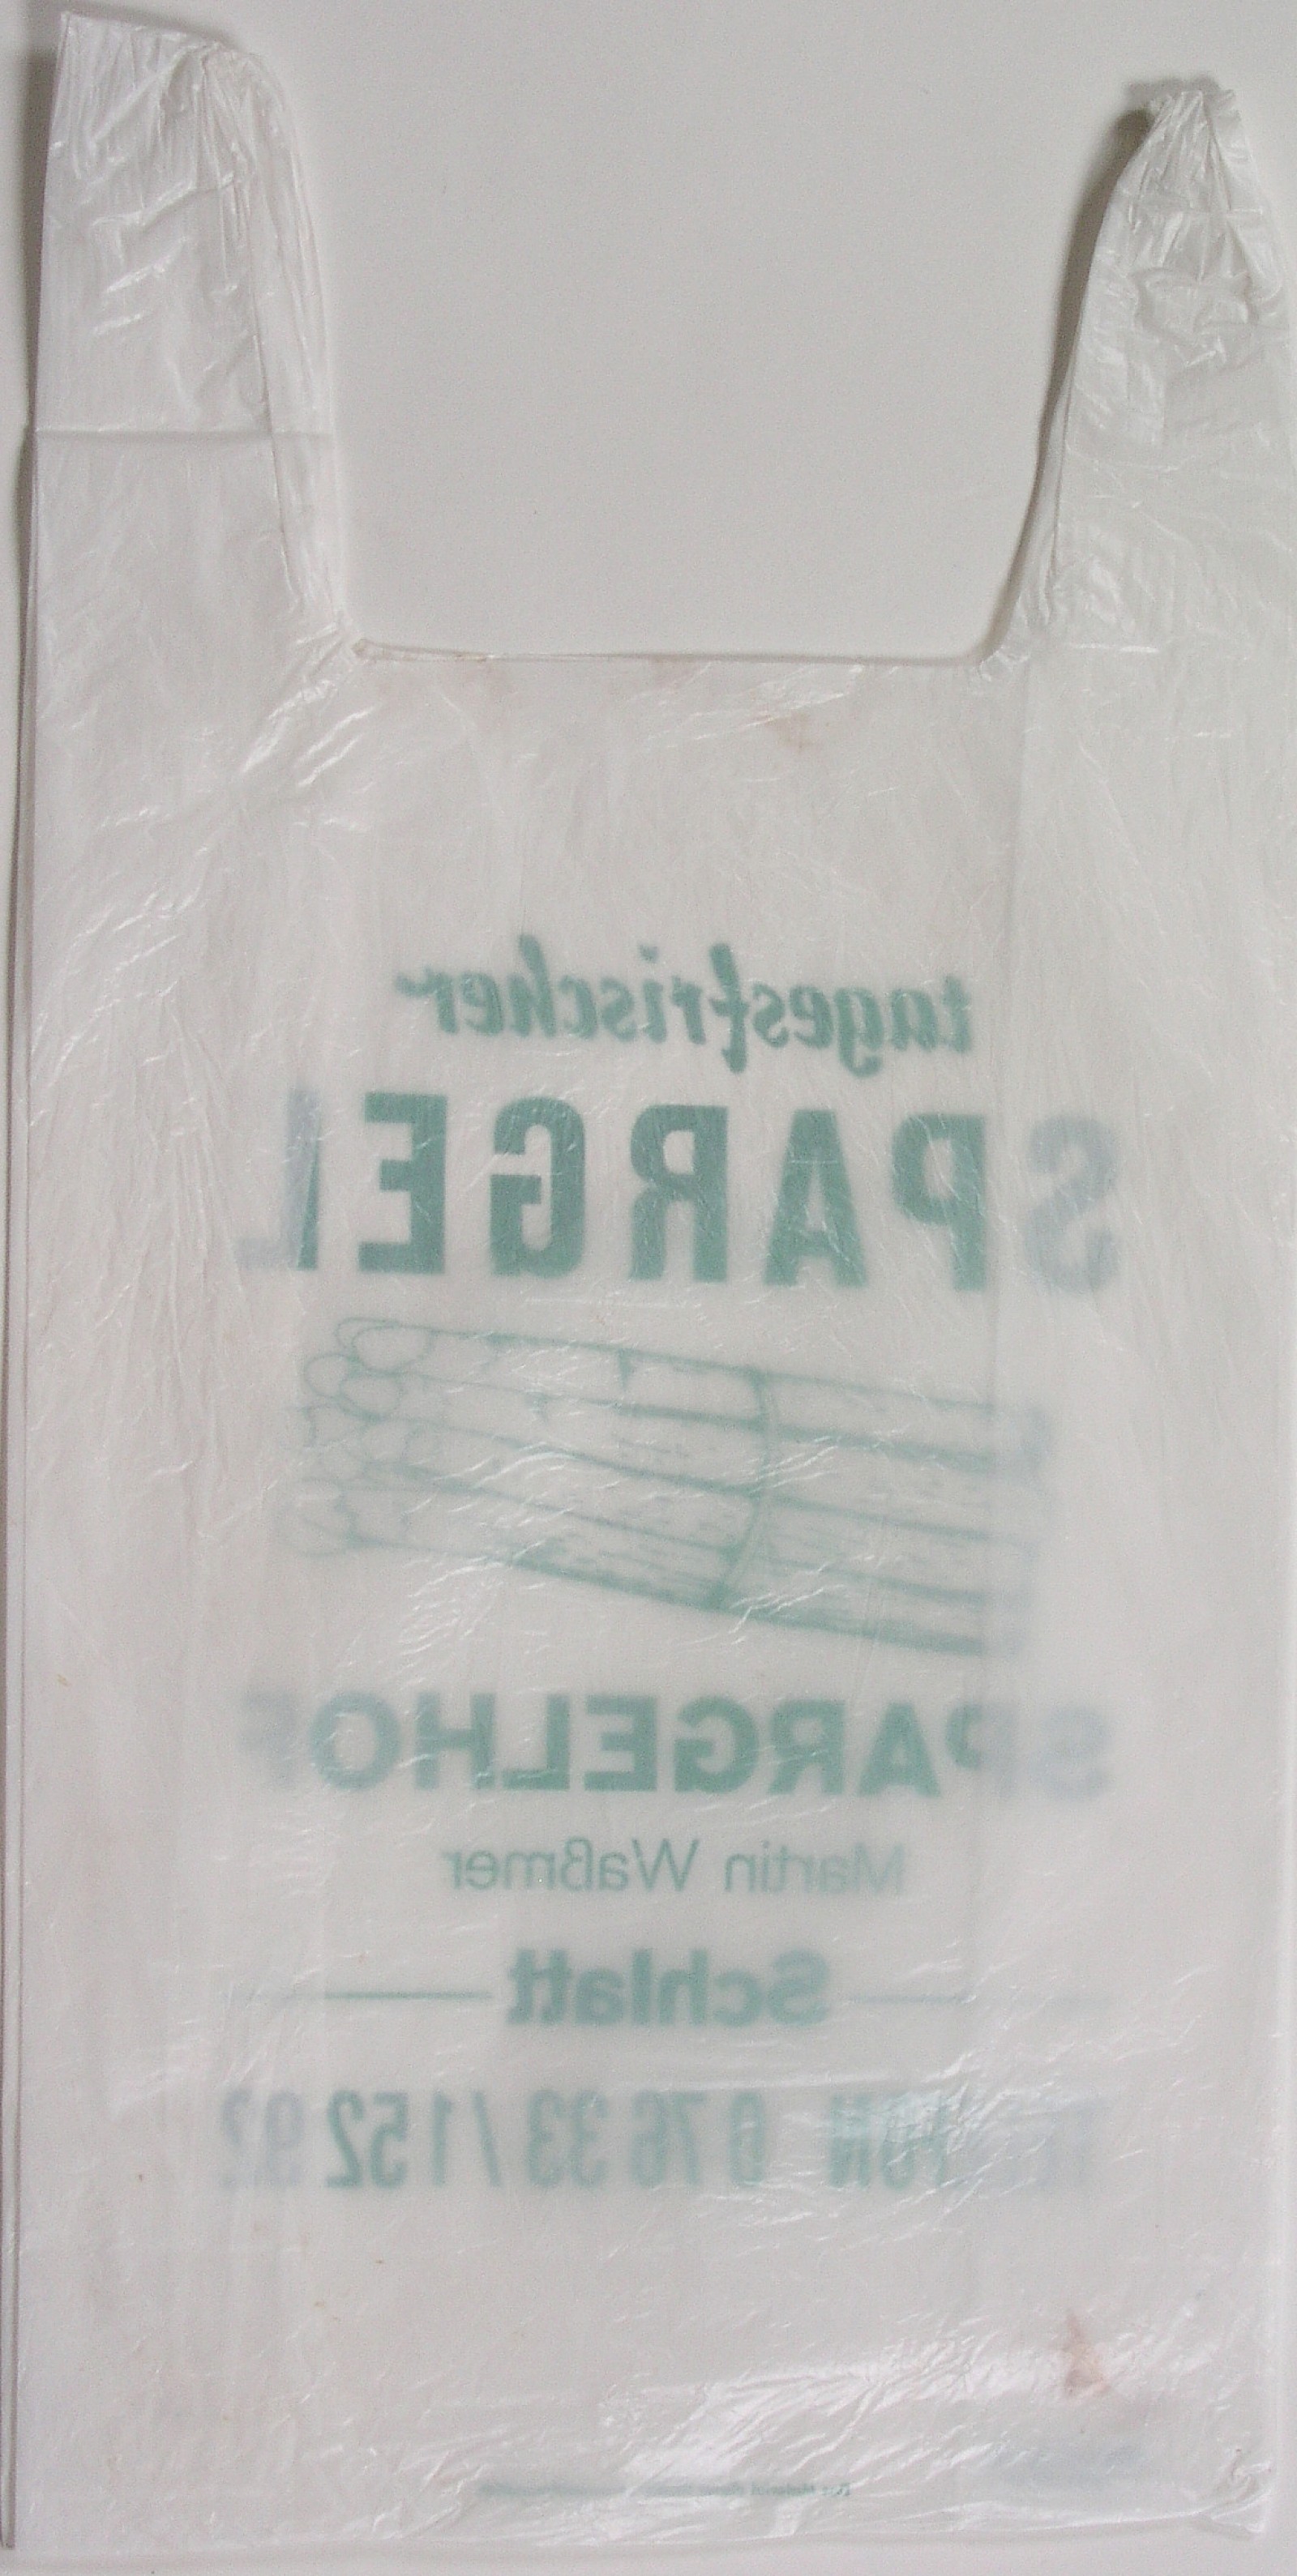 tagesfrischer
SPARGEL
SPARGELHOF
Martin Waßmer
Schlatt
0 76 33 / 152 92